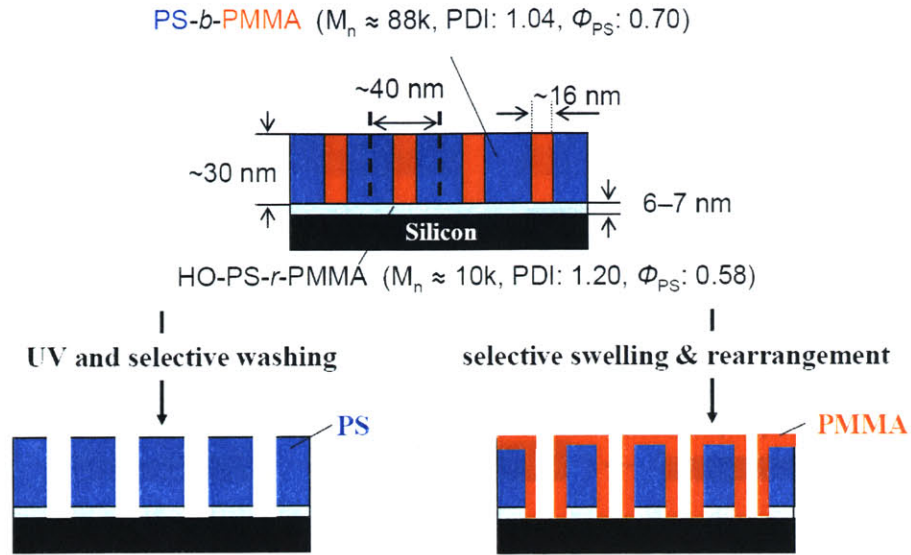 PS-b-PMMA (Mₙ ≈ 88k, PDI: 1.04, Φ_PS: 0.70)
~40 nm
~16 nm
~30 nm
6–7 nm
Silicon
HO-PS-r-PMMA (Mₙ ≈ 10k, PDI: 1.20, Φ_PS: 0.58)
UV and selective washing
selective swelling & rearrangement
PS
PMMA